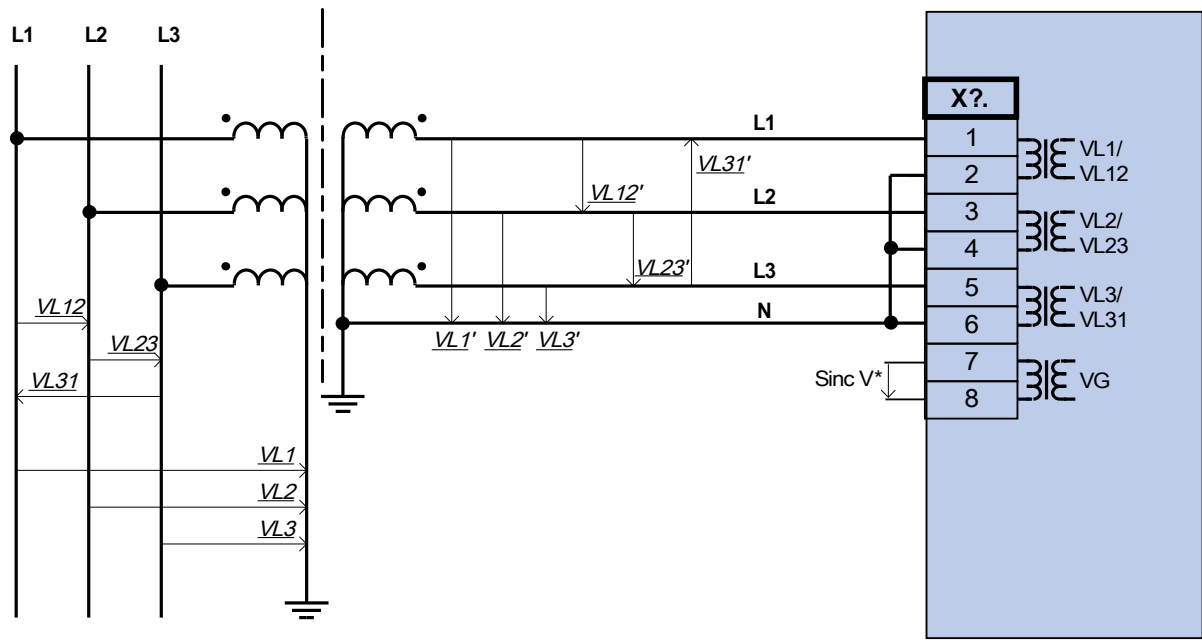 L1 L2 L3
X?.
L1
1
VL1/
VL12
VL31'
2
VL12'
L2
3
VL2/
VL23
4
VL23'
L3
5
VL3/
VL31
VL12
N
6
VL1' VL2' VL3'
VL23
7
Sinc V*
VG
VL31
8
VL1
VL2
VL3